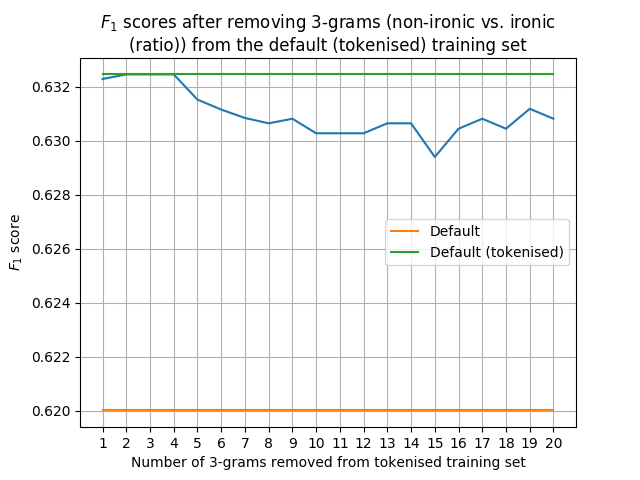 F₁ scores after removing 3-grams (non-ironic vs. ironic
(ratio)) from the default (tokenised) training set
F₁ score
0.632
0.630
0.628
0.626
0.624
0.622
0.620
Default
Default (tokenised)
1 2 3 4 5 6 7 8 9 10 11 12 13 14 15 16 17 18 19 20
Number of 3-grams removed from tokenised training set